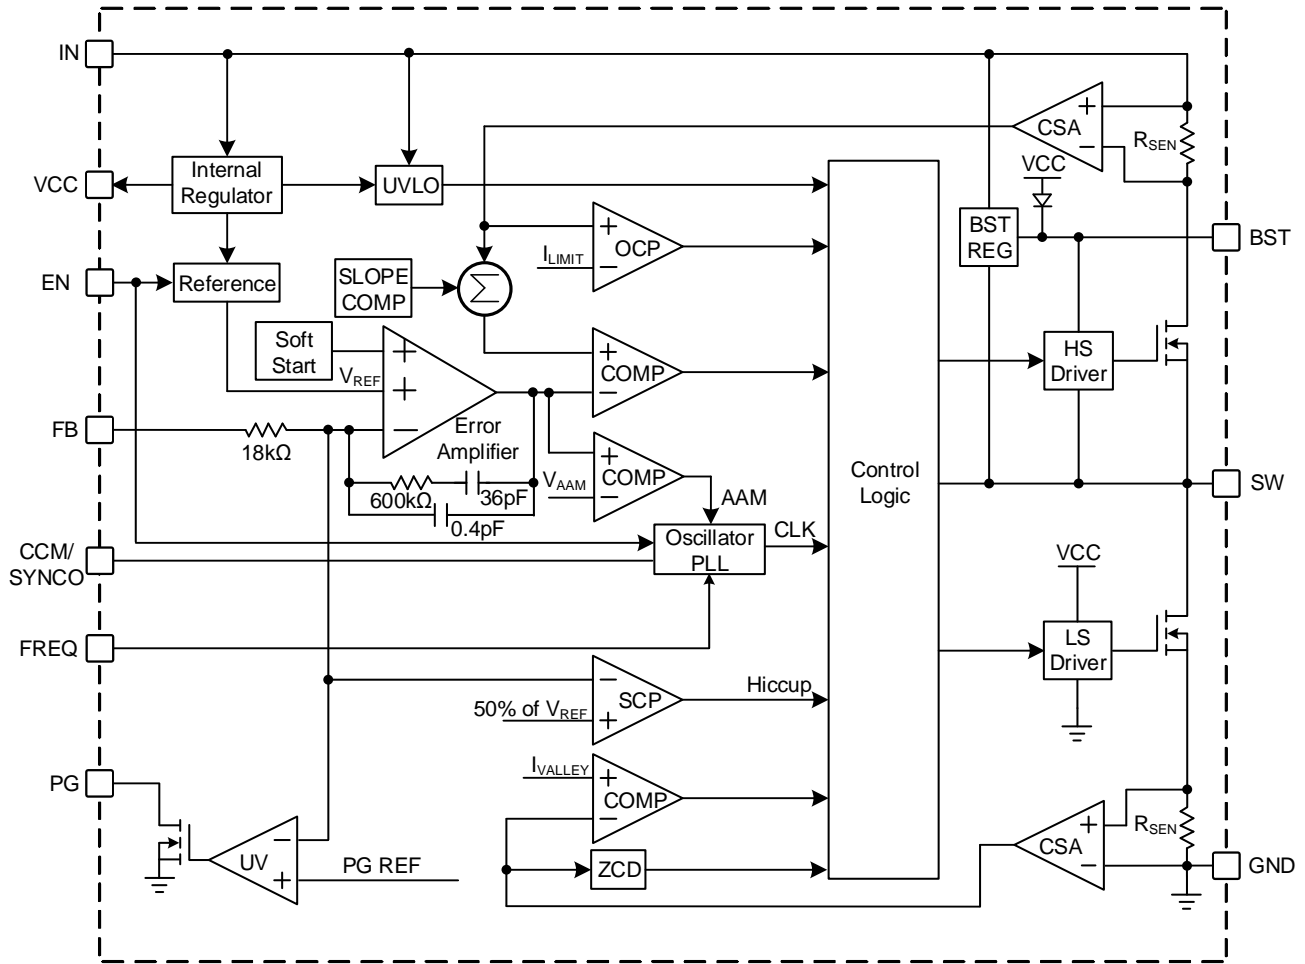 IN
CSA
+
−
RSEN
VCC
Internal
Regulator
VCC
UVLO
BST
REG
BST
+
−
OCP
ILIMIT
EN
Reference
SLOPE
COMP
Σ
Soft
Start
VREF
+
+
−
Error
Amplifier
+
−
COMP
HS
Driver
FB
18kΩ
600kΩ
36pF
0.4pF
VAAM
+
−
COMP
AAM
Control
Logic
SW
CCM/
SYNCO
Oscillator
PLL
CLK
VCC
FREQ
LS
Driver
−
+
SCP
50% of VREF
Hiccup
PG
IVALLEY
+
−
COMP
UV
−
+
PG REF
ZCD
CSA
+
−
RSEN
GND